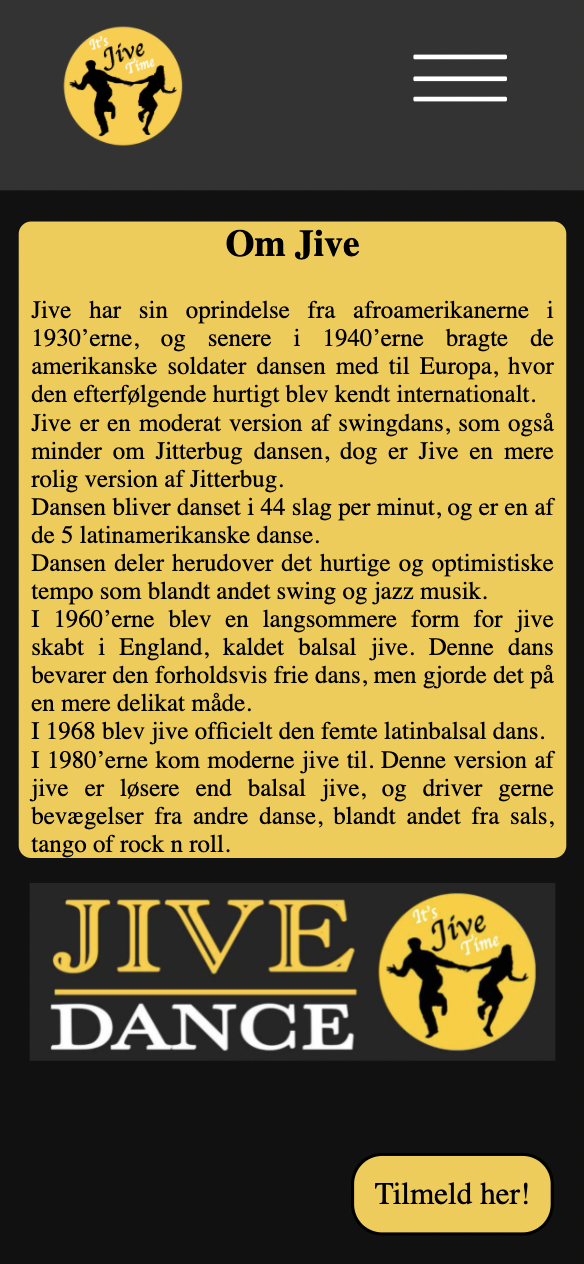 It's
Jive
Time
Om Jive
Jive har sin oprindelse fra afroamerikanerne i
1930’erne, og senere i 1940’erne bragte de
amerikanske soldater dansen med til Europa, hvor
den efterfølgende hurtigt blev kendt internationalt.
Jive er en moderat version af swingdans, som også
minder om Jitterbug dansen, dog er Jive en mere
rolig version af Jitterbug.
Dansen bliver danset i 44 slag per minut, og er en af
de 5 latinamerikanske danse.
Dansen deler herudover det hurtige og optimistiske
tempo som blandt andet swing og jazz musik.
I 1960’erne blev en langsommere form for jive
skabt i England, kaldet balsal jive. Denne dans
bevarer den forholdsvis frie dans, men gjorde det på
en mere delikat måde.
I 1968 blev jive officielt den femte latinbalsal dans.
I 1980’erne kom moderne jive til. Denne version af
jive er løsere end balsal jive, og driver gerne
bevægelser fra andre danse, blandt andet fra sals,
tango of rock n roll.
JIVE
DANCE
It's
Jive
Time
Tilmeld her!